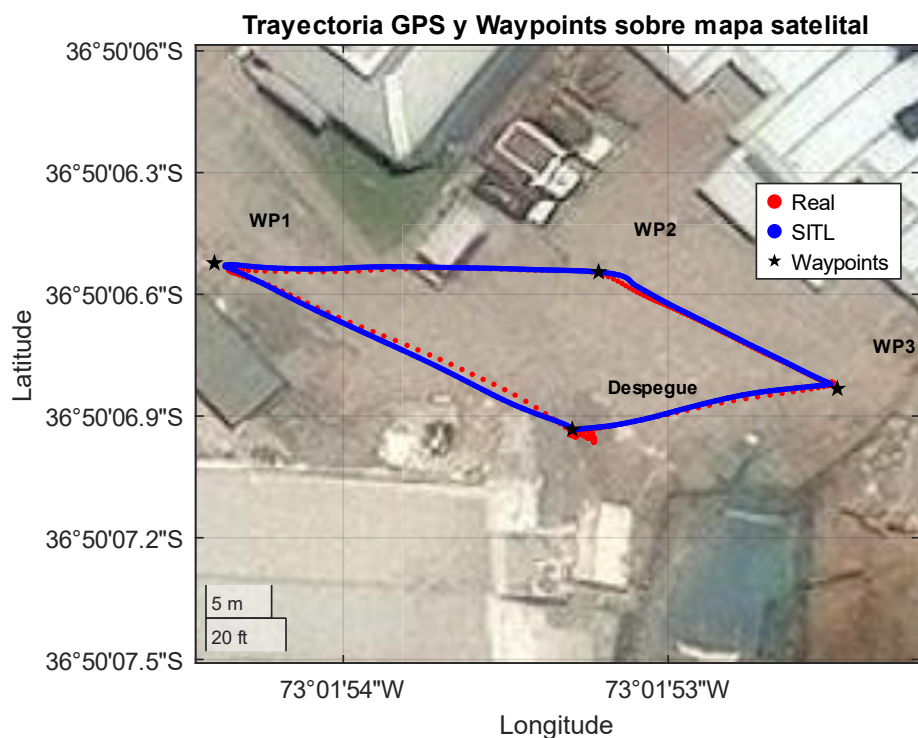 Trayectoria GPS y Waypoints sobre mapa satelital
36°50'06"S
36°50'06.3"S
36°50'06.6"S
36°50'06.9"S
36°50'07.2"S
36°50'07.5"S
Latitude
WP1
WP2
WP3
Despegue
Real
SITL
Waypoints
5 m
20 ft
73°01'54"W
73°01'53"W
Longitude